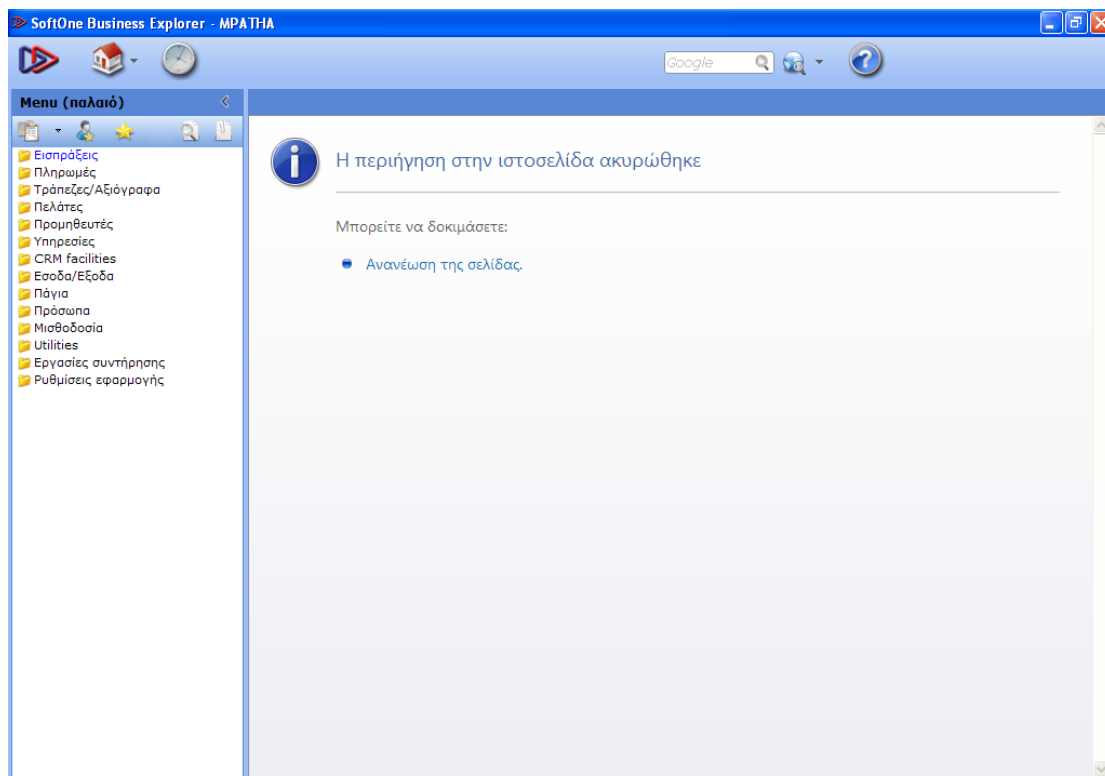 SoftOne Business Explorer - ΜΡΑΤΗΑ
Google
Menu (παλαιό)
Εισπράξεις
Πληρωμές
Τράπεζες/Αξιόγραφα
Πελάτες
Προμηθευτές
Υπηρεσίες
CRM facilities
Εσοδα/Εξοδα
Πάγια
Πρόσωπα
Μισθοδοσία
Utilities
Εργασίες συντήρησης
Ρυθμίσεις εφαρμογής
Η περιήγηση στην ιστοσελίδα ακυρώθηκε
Μπορείτε να δοκιμάσετε:
Ανανέωση της σελίδας.